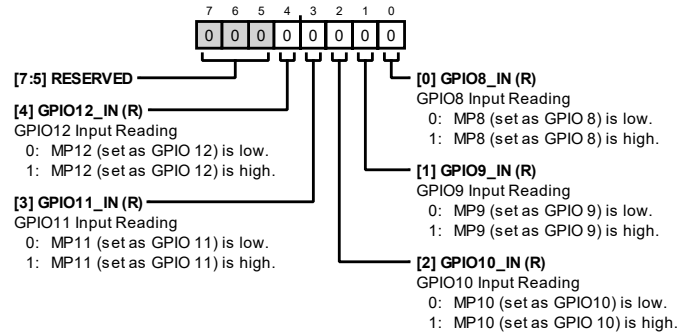 7 6 5 4 3 2 1 0
0 0 0 0 0 0 0 0
[7:5] RESERVED
[4] GPIO12_IN (R)
GPIO12 Input Reading
0: MP12 (set as GPIO 12) is low.
1: MP12 (set as GPIO 12) is high.
[3] GPIO11_IN (R)
GPIO11 Input Reading
0: MP11 (set as GPIO 11) is low.
1: MP11 (set as GPIO 11) is high.
[0] GPIO8_IN (R)
GPIO8 Input Reading
0: MP8 (set as GPIO 8) is low.
1: MP8 (set as GPIO 8) is high.
[1] GPIO9_IN (R)
GPIO9 Input Reading
0: MP9 (set as GPIO 9) is low.
1: MP9 (set as GPIO 9) is high.
[2] GPIO10_IN (R)
GPIO10 Input Reading
0: MP10 (set as GPIO10) is low.
1: MP10 (set as GPIO 10) is high.